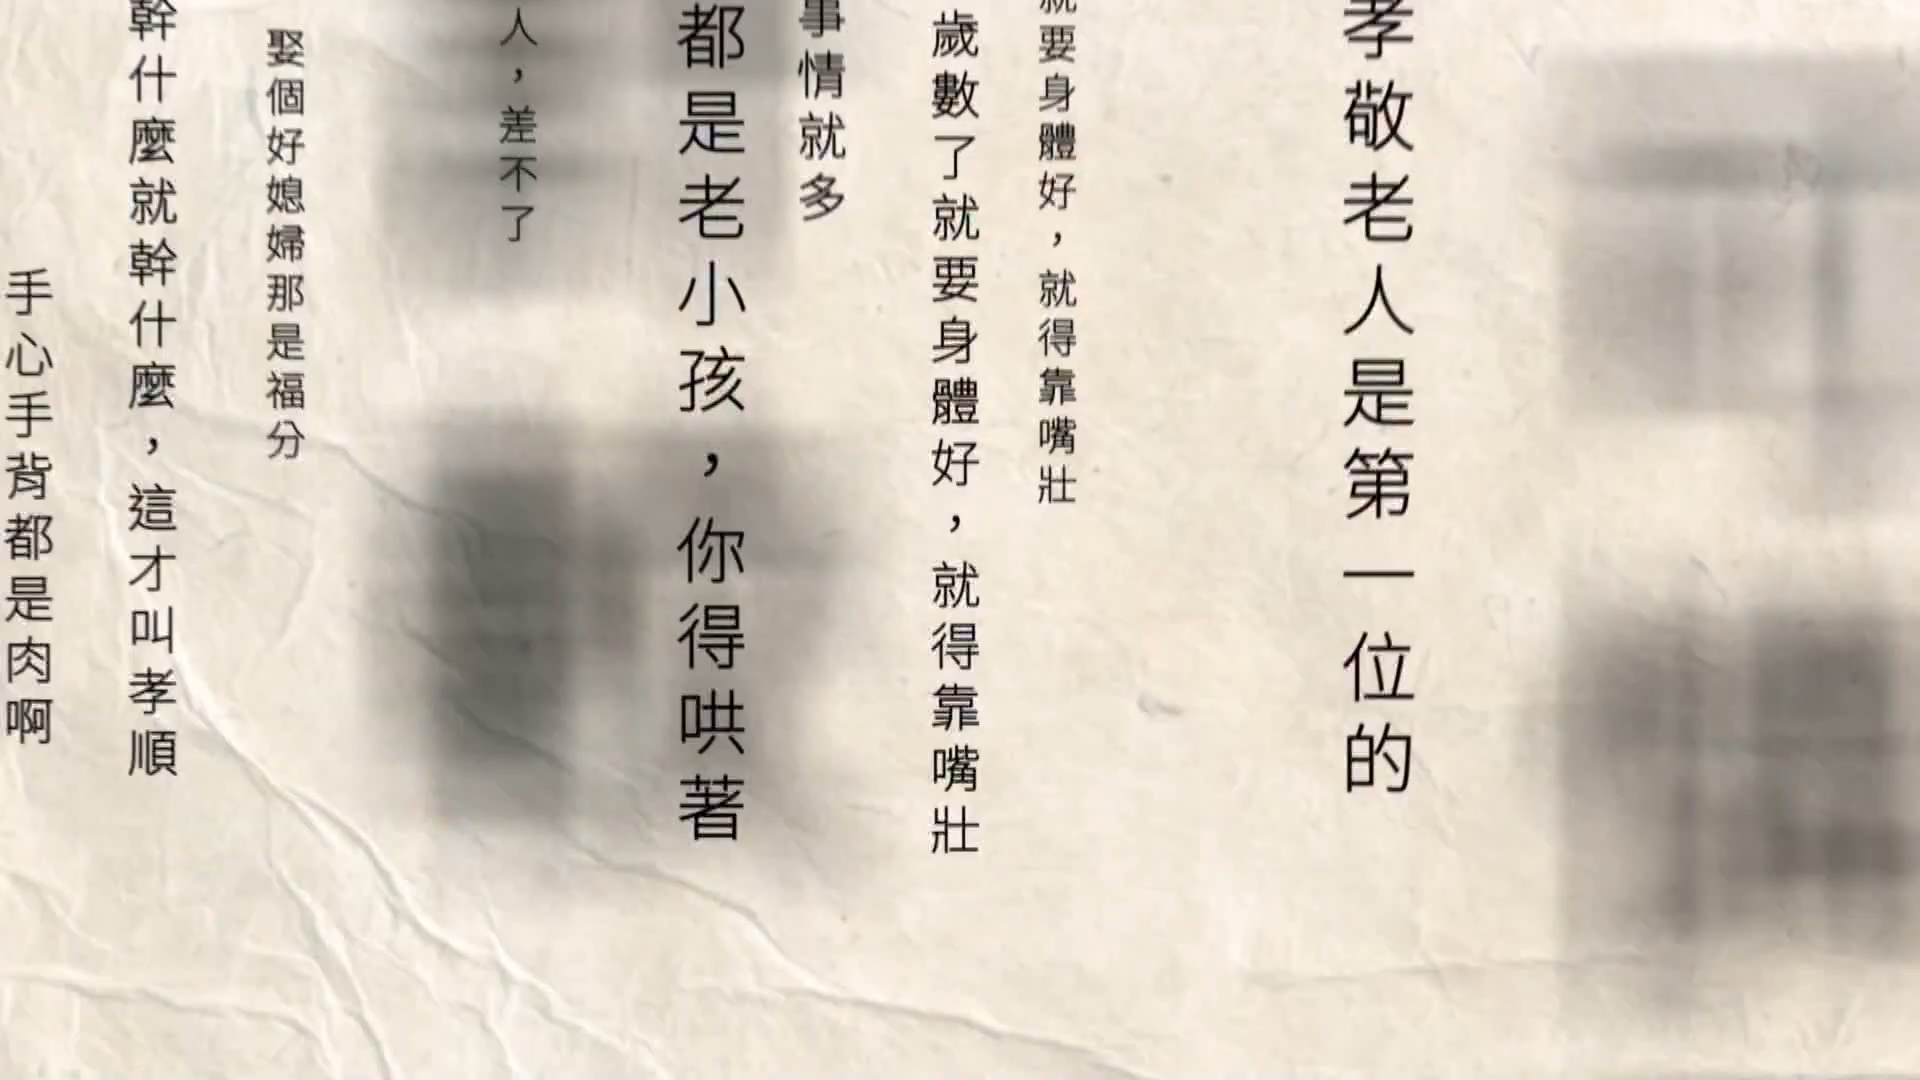 孝敬老人是第一位的
就要身體好，就得靠嘴壯
歲數了就要身體好，就得靠嘴壯
事情就多
都是老小孩，你得哄著
人，差不了
娶個好媳婦那是福分
幹什麼就幹什麼，這才叫孝順
手心手背都是肉啊